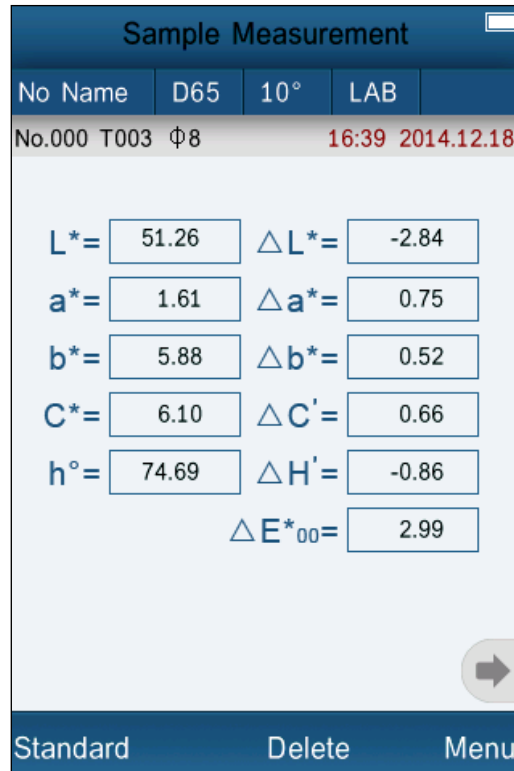 Sample Measurement
No Name D65 10° LAB
No.000 T003 Φ8 16:39 2014.12.18
L*= 51.26 △L*= -2.84
a*= 1.61 △a*= 0.75
b*= 5.88 △b*= 0.52
C*= 6.10 △C'= 0.66
h°= 74.69 △H'= -0.86
△E*00= 2.99
Standard Delete Menu